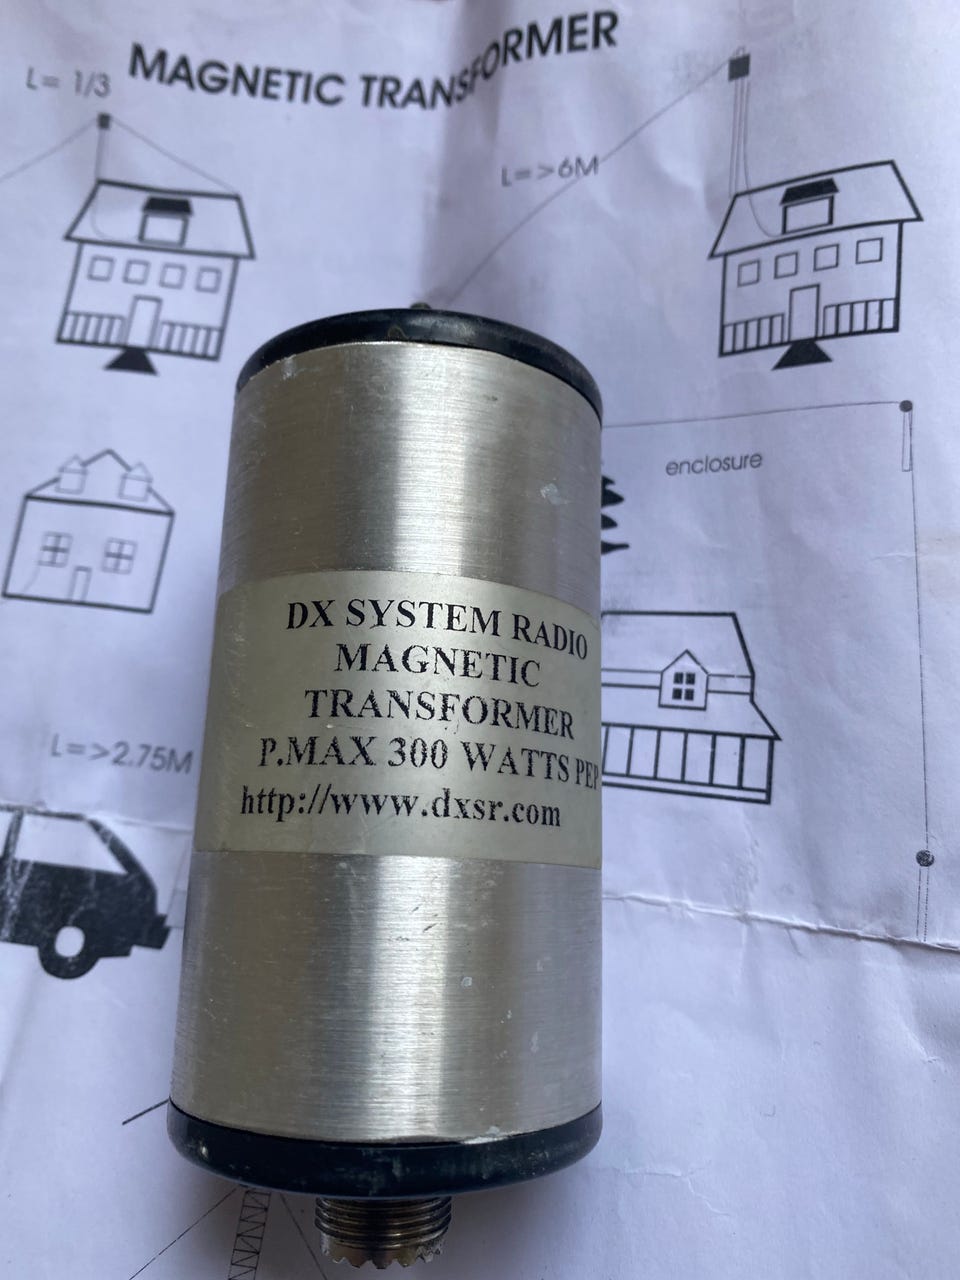 MAGNETIC TRANSFORMER
L= 1/3
L=>6M
enclosure
DX SYSTEM RADIO
MAGNETIC
TRANSFORMER
P.MAX 300 WATTS PEP
http://www.dxsr.com
L=>2.75M